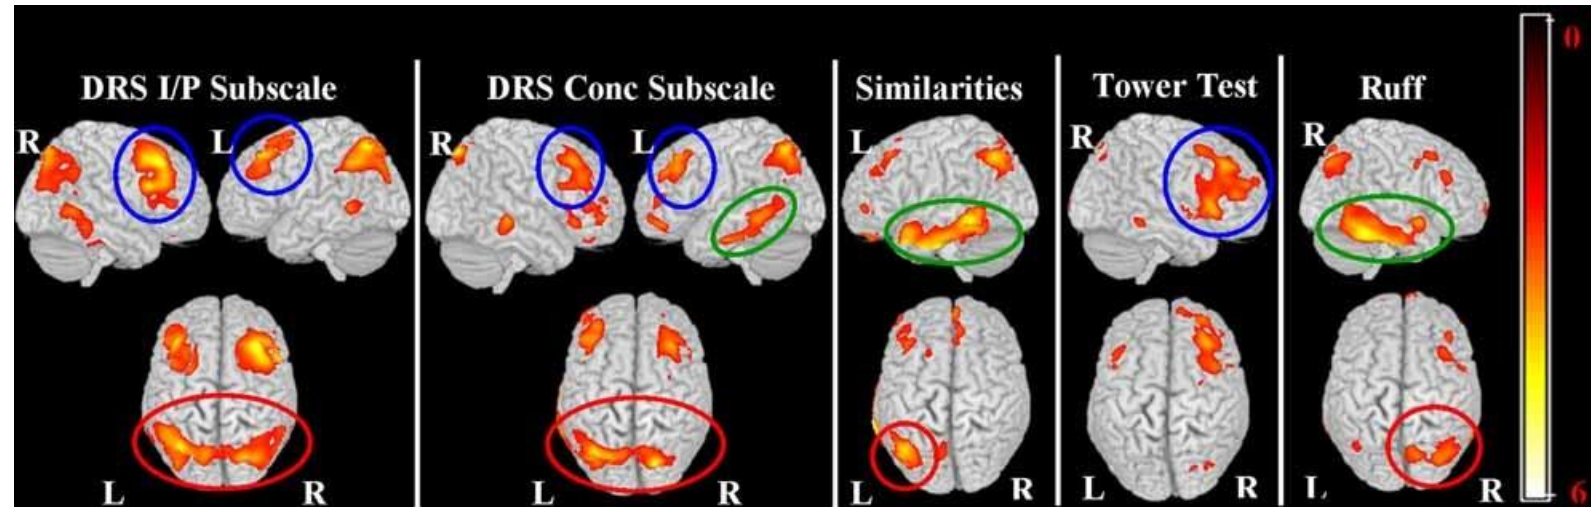 DRS I/P Subscale
DRS Conc Subscale
Similarities
Tower Test
Ruff
0
R
L
R
L
L
R
R
L
R
L
R
L
R
L
R
L
R
6